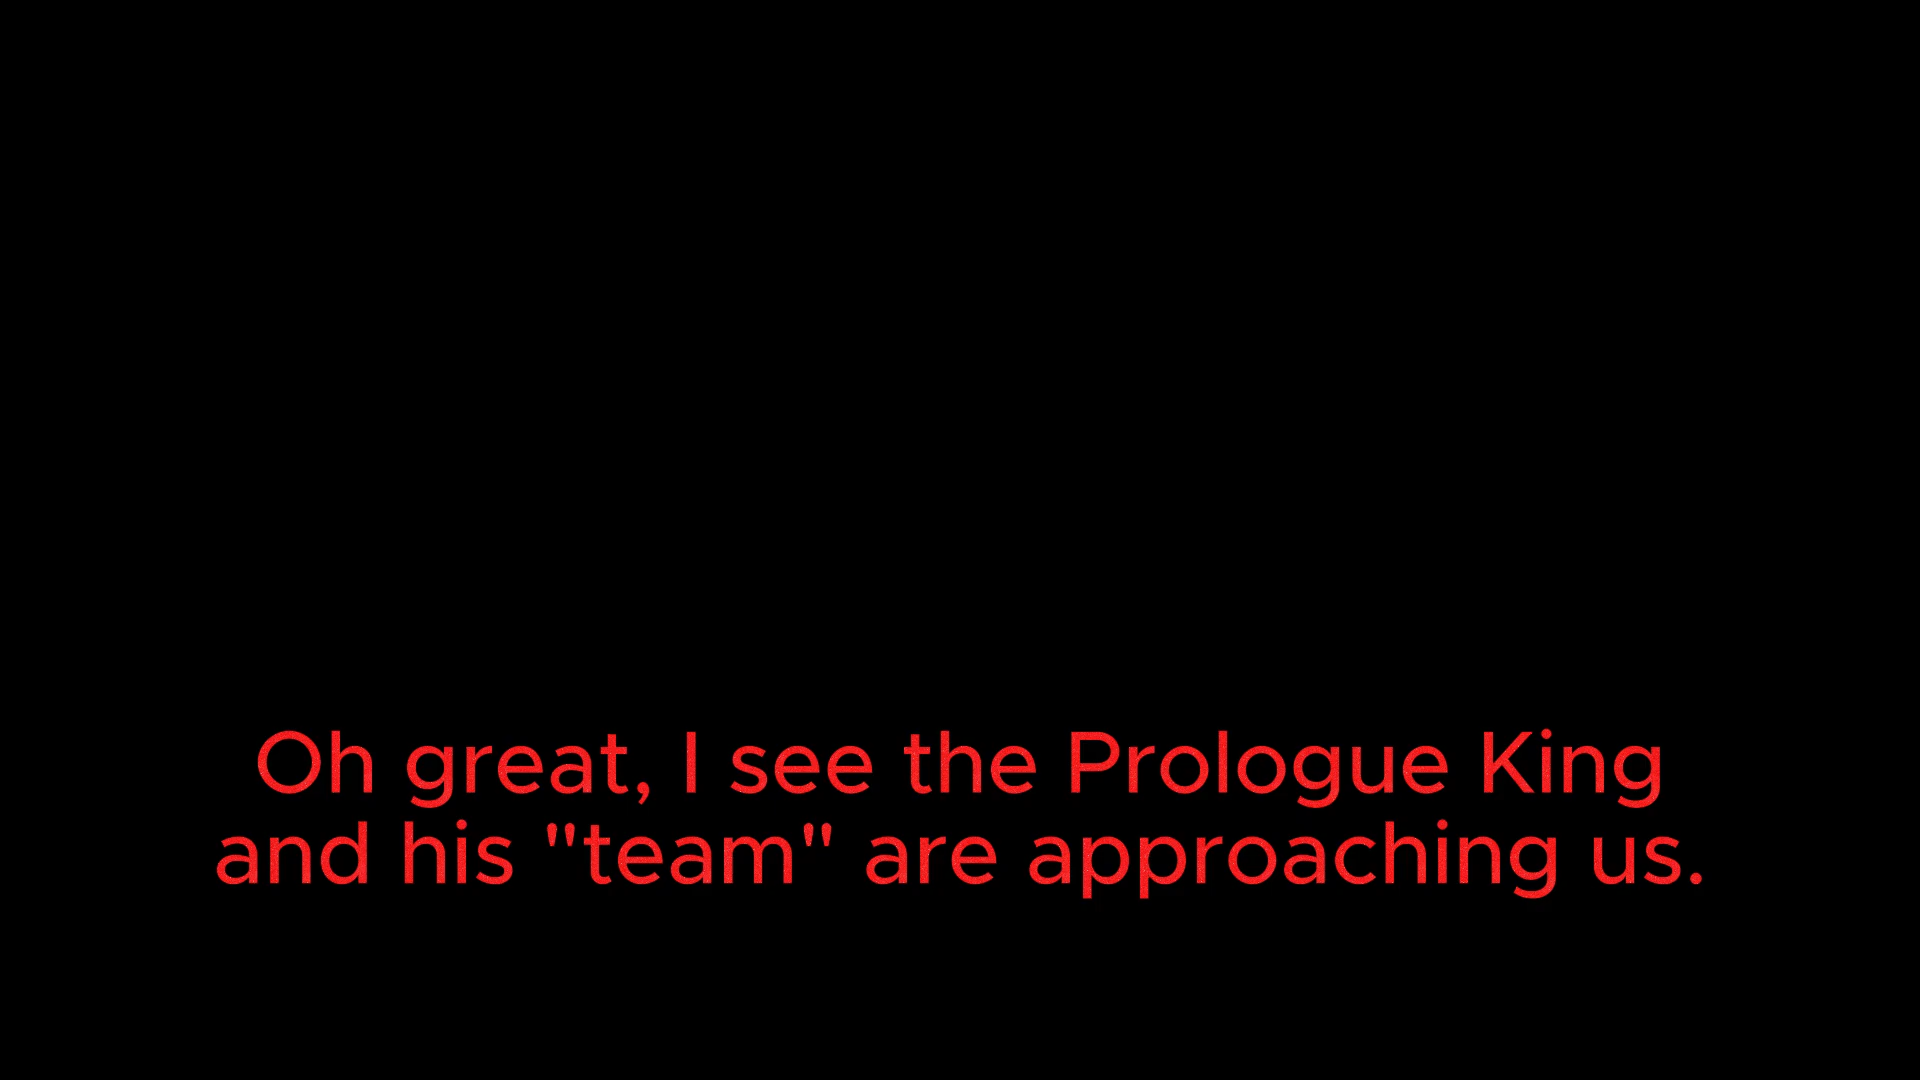 Oh great, I see the Prologue King
and his "team" are approaching us.